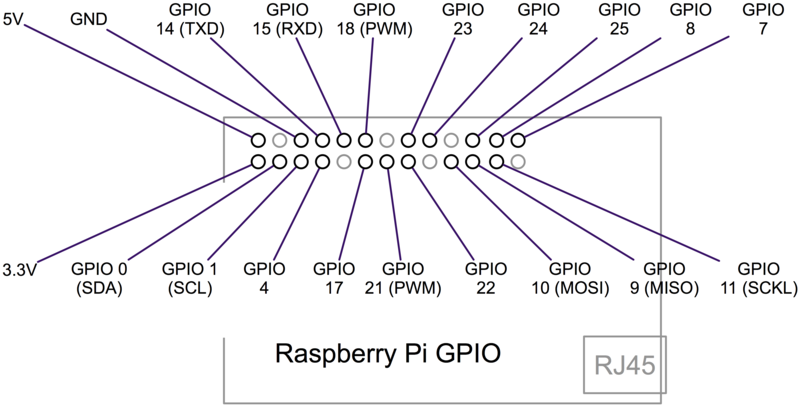 5V
GND
GPIO
14 (TXD)
GPIO
15 (RXD)
GPIO
18 (PWM)
GPIO
23
GPIO
24
GPIO
25
GPIO
8
GPIO
7
3.3V
GPIO 0
(SDA)
GPIO 1
(SCL)
GPIO
4
GPIO
17
GPIO
21 (PWM)
GPIO
22
GPIO
10 (MOSI)
GPIO
9 (MISO)
GPIO
11 (SCKL)
Raspberry Pi GPIO
RJ45